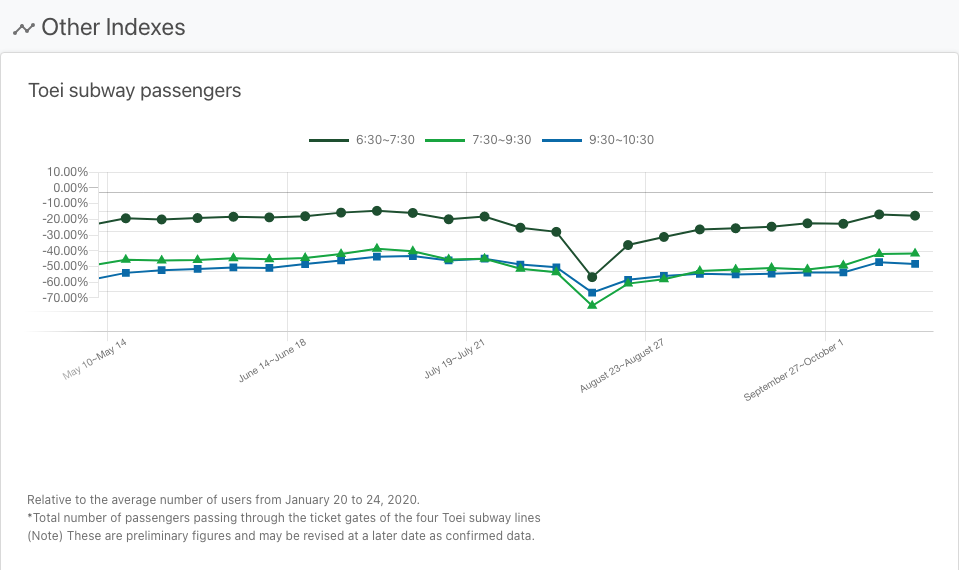 Other Indexes
Toei subway passengers
6:30~7:30 7:30~9:30 9:30~10:30
10.00%
0.00%
-10.00%
-20.00%
-30.00%
-40.00%
-50.00%
-60.00%
-70.00%
May 10~May 14
June 14~June 18
July 19~July 21
August 23~August 27
September 27~October 1
Relative to the average number of users from January 20 to 24, 2020.
*Total number of passengers passing through the ticket gates of the four Toei subway lines
(Note) These are preliminary figures and may be revised at a later date as confirmed data.